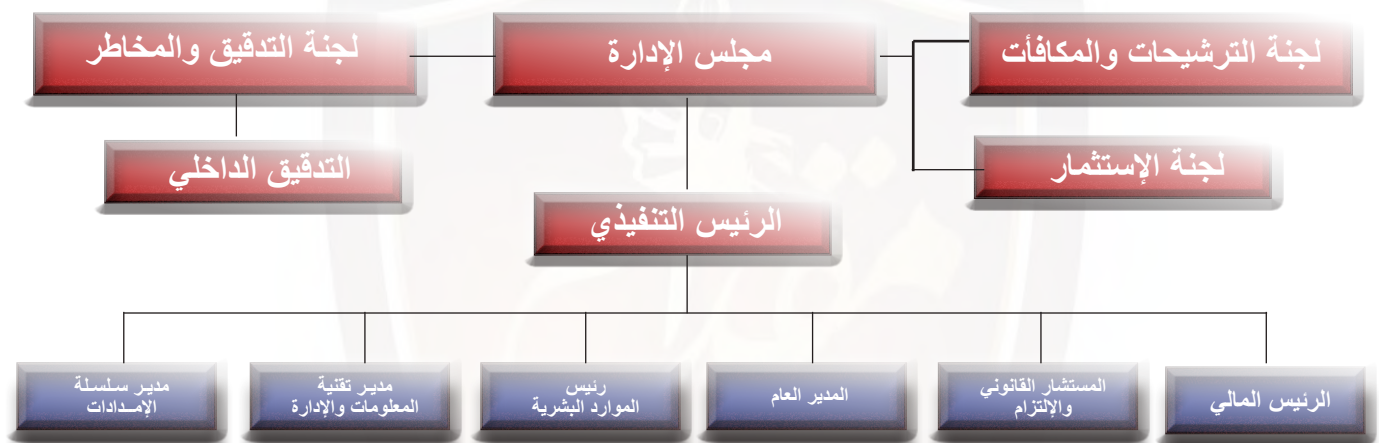 لجنة الترشيحات والمكافأت
مجلس الإدارة
لجنة التدقيق والمخاطر
لجنة الإستثمار
التدقيق الداخلي
الرئيس التنفيذي
الرئيس المالي
المستشار القانوني
والإلتزام
المدير العام
رئيس
الموارد البشرية
مدير تقنية
المعلومات والإدارة
مدير سلسلة
الإمدادات